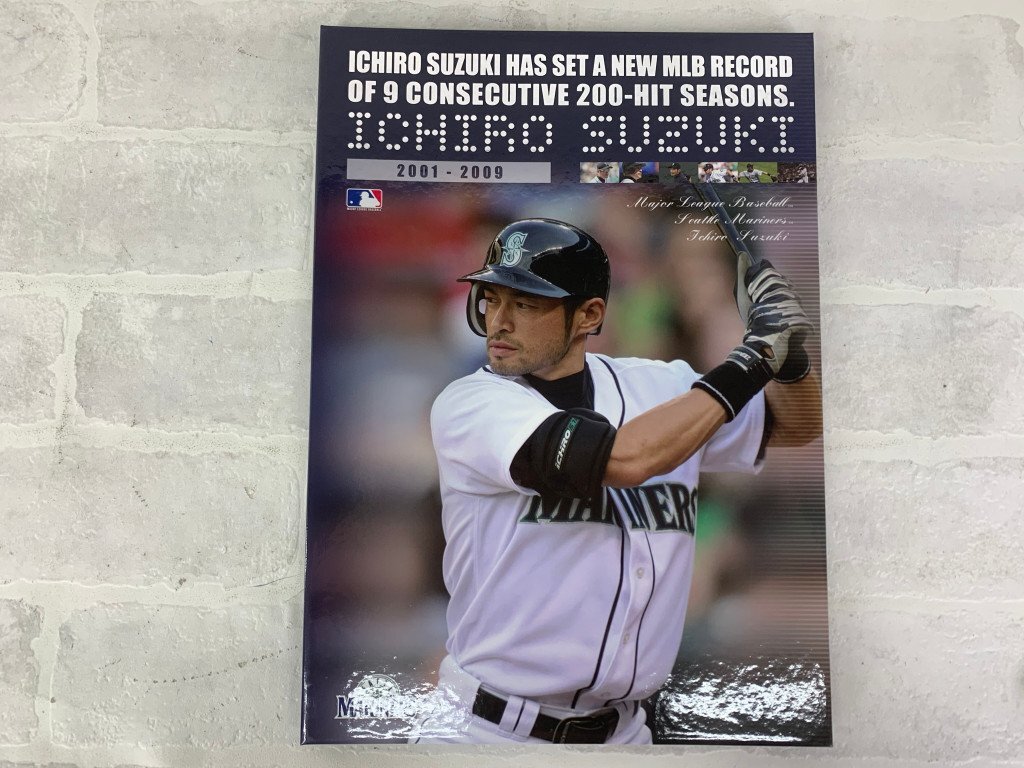 ICHIRO SUZUKI HAS SET A NEW MLB RECORD
OF 9 CONSECUTIVE 200-HIT SEASONS.
ICHIRO SUZUKI
2001 - 2009
Major League Baseball
Seattle Mariners
Ichiro Suzuki
S
ICHIRO
MARINERS